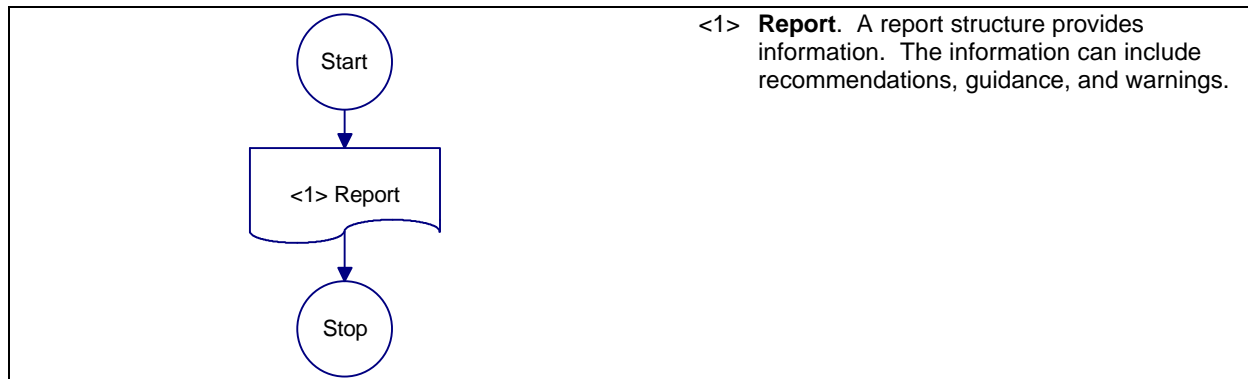 Start
<1> Report
Stop
<1> Report. A report structure provides
information. The information can include
recommendations, guidance, and warnings.